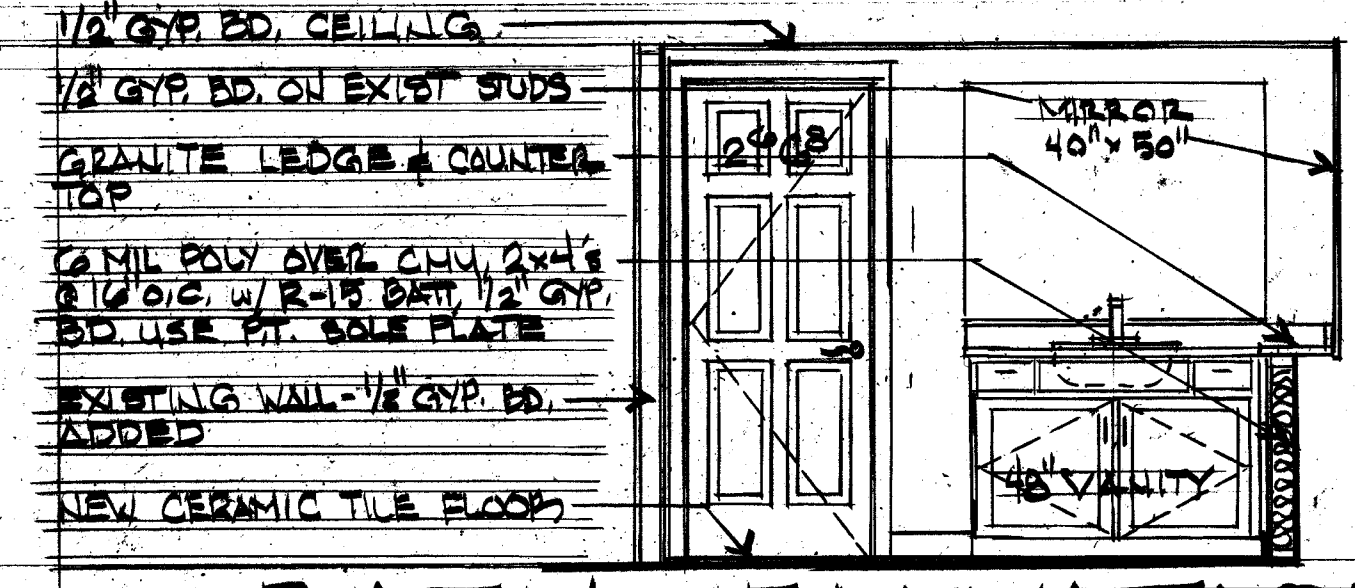 1/2" GYP. BD. CEILING.
1/2" GYP. BD. ON EXIST STUDS
GRANITE LEDGE & COUNTER
TOP
6 MIL POLY OVER CMU, 2x4's
@ 16" O.C. w/ R-15 BATT, 1/2" GYP.
BD. USE P.T. SOLE PLATE
EXISTING WALL - 1/2" GYP. BD.
ADDED
NEW CERAMIC TILE FLOOR
2⁶ 6⁸
MIRROR
40" x 50"
48" VANITY